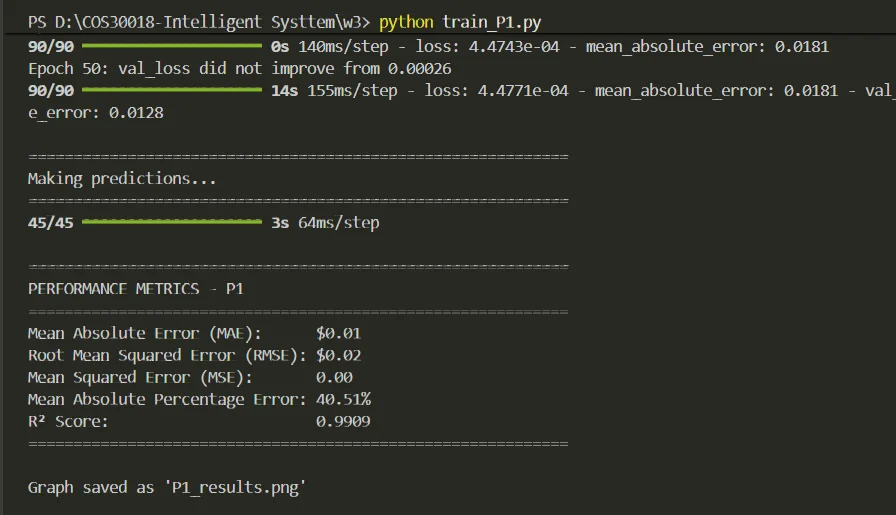 PS D:\COS30018-Intelligent Systtem\w3> python train_P1.py
90/90 ━━━━━━━━━━━━━━━━━━━━ 0s 140ms/step - loss: 4.4743e-04 - mean_absolute_error: 0.0181
Epoch 50: val_loss did not improve from 0.00026
90/90 ━━━━━━━━━━━━━━━━━━━━ 14s 155ms/step - loss: 4.4771e-04 - mean_absolute_error: 0.0181 - val_
e_error: 0.0128
============================================================
Making predictions...
============================================================
45/45 ━━━━━━━━━━━━━━━━━━━━ 3s 64ms/step
============================================================
PERFORMANCE METRICS - P1
============================================================
Mean Absolute Error (MAE):      $0.01
Root Mean Squared Error (RMSE): $0.02
Mean Squared Error (MSE):       0.00
Mean Absolute Percentage Error: 40.51%
R² Score:                       0.9909
============================================================
Graph saved as 'P1_results.png'